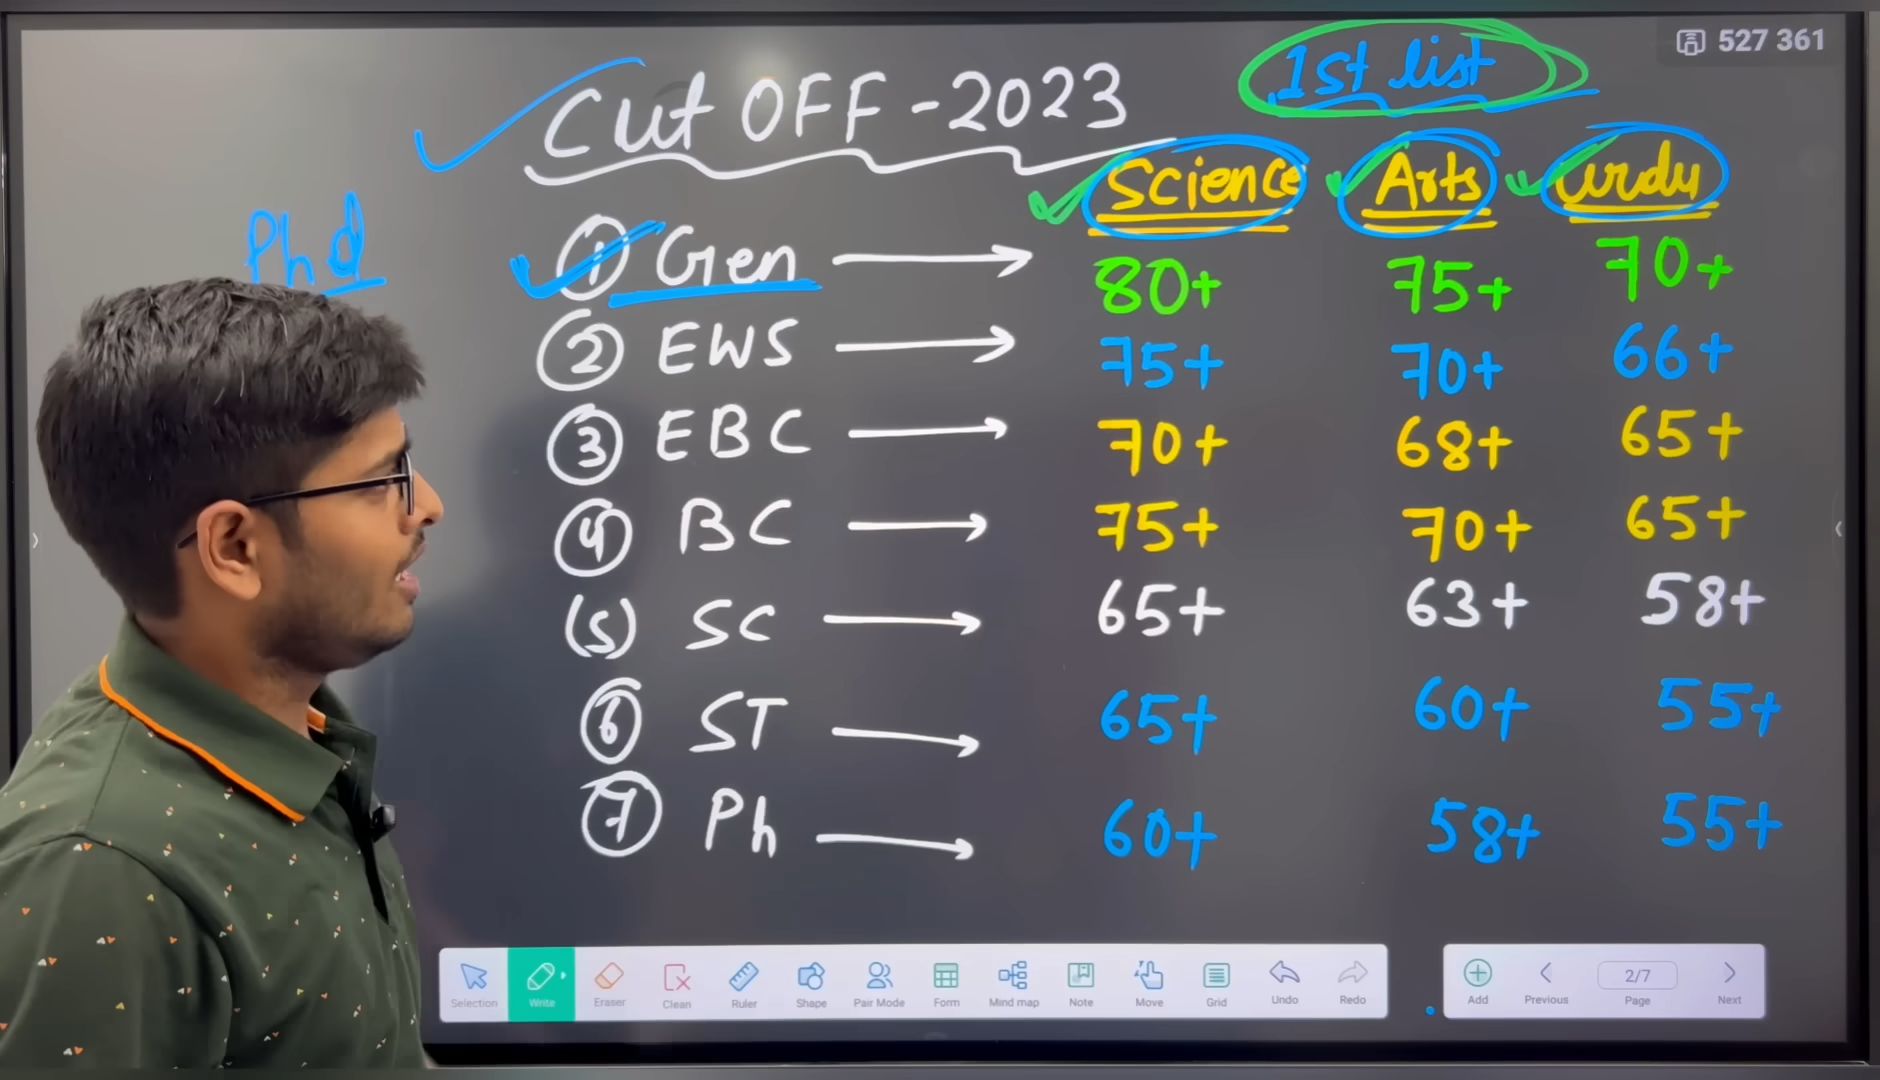 1st list
527 361
Cut OFF-2023
Science Arts Urdu
Phd
1 Gen 80+ 75+ 70+
2 EWS 75+ 70+ 66+
3 EBC 70+ 68+ 65+
4 BC 75+ 70+ 65+
(5) SC 65+ 63+ 58+
6 ST 65+ 60+ 55+
7 Ph 60+ 58+ 55+
Selection Write Eraser Clean Ruler Shape Pair Mode Form Mind map Note Move Grid Undo Redo
2/7
Add Previous Page Next